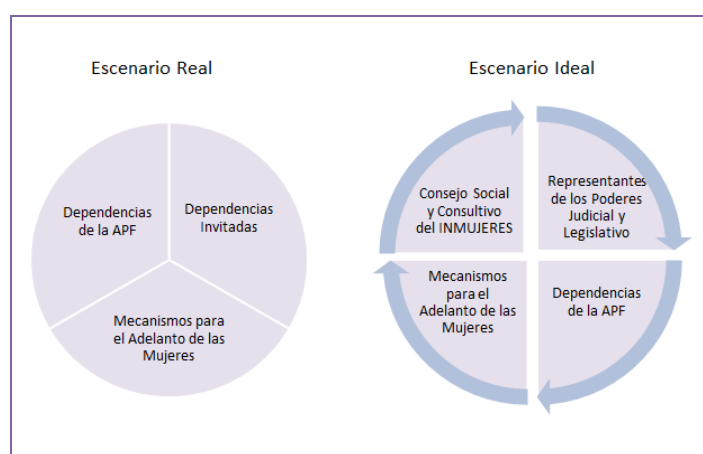 Escenario Real
Dependencias
de la APF
Dependencias
Invitadas
Mecanismos para
el Adelanto de las
Mujeres
Escenario Ideal
Consejo Social
y Consultivo
del INMUJERES
Representantes
de los Poderes
Judicial y
Legislativo
Mecanismos
para el
Adelanto de las
Mujeres
Dependencias
de la APF